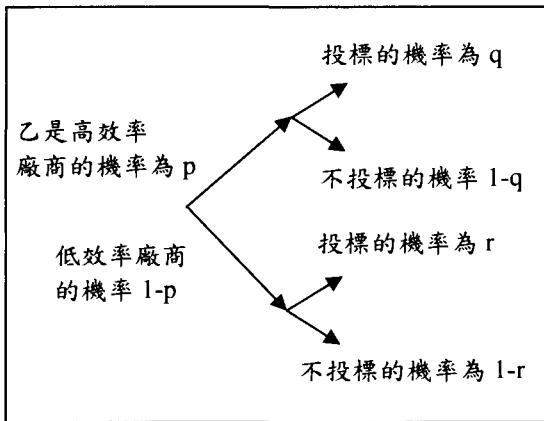 投標的機率為 q
乙是高效率
廠商的機率為 p
不投標的機率 1-q
投標的機率為 r
低效率廠商
的機率 1-p
不投標的機率為 1-r